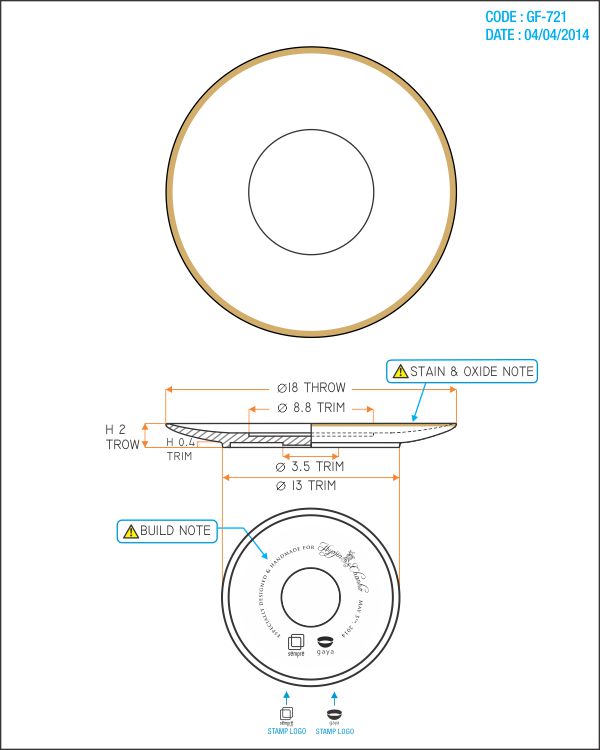 CODE : GF-721
DATE : 04/04/2014
STAIN & OXIDE NOTE
Ø18 THROW
Ø 8.8 TRIM
H 2
TROW
H 0.4
TRIM
Ø 3.5 TRIM
Ø 13 TRIM
BUILD NOTE
ESPECIALLY DESIGNED & HANDMADE FOR
MAY 3RD, 2014
sempre
gaya
sempre
gaya
STAMP LOGO
STAMP LOGO